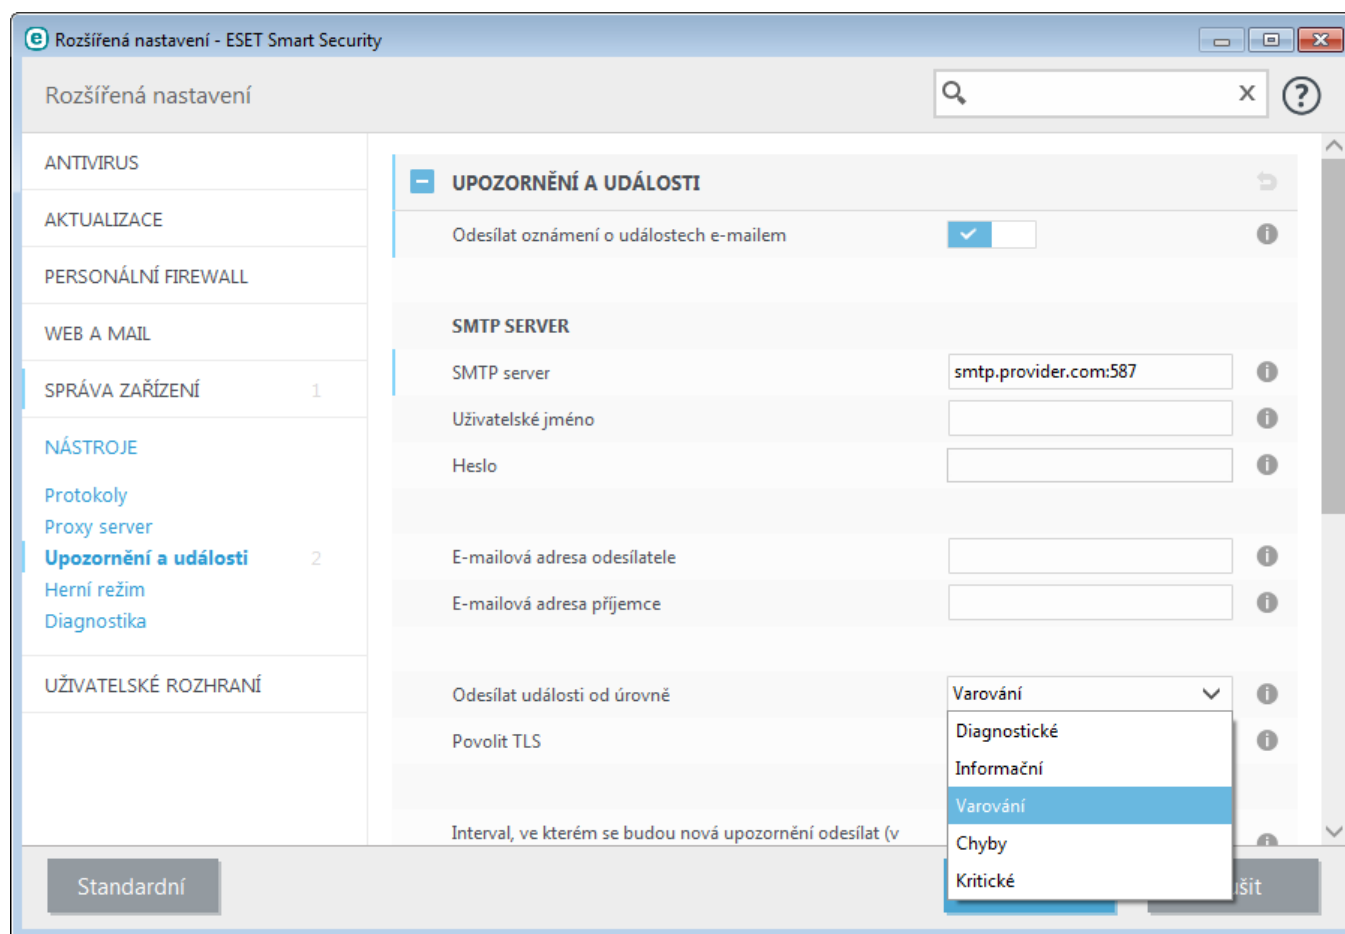 Rozšířená nastavení - ESET Smart Security
Rozšířená nastavení
ANTIVIRUS
AKTUALIZACE
PERSONÁLNÍ FIREWALL
WEB A MAIL
SPRÁVA ZAŘÍZENÍ 1
NÁSTROJE
Protokoly
Proxy server
Upozornění a události 2
Herní režim
Diagnostika
UŽIVATELSKÉ ROZHRANÍ
UPOZORNĚNÍ A UDÁLOSTI
Odesílat oznámení o událostech e-mailem
SMTP SERVER
SMTP server smtp.provider.com:587
Uživatelské jméno
Heslo
E-mailová adresa odesílatele
E-mailová adresa příjemce
Odesílat události od úrovně Varování
Diagnostické
Povolit TLS
Informační
Varování
Interval, ve kterém se budou nová upozornění odesílat (v
Chyby
Kritické
Standardní